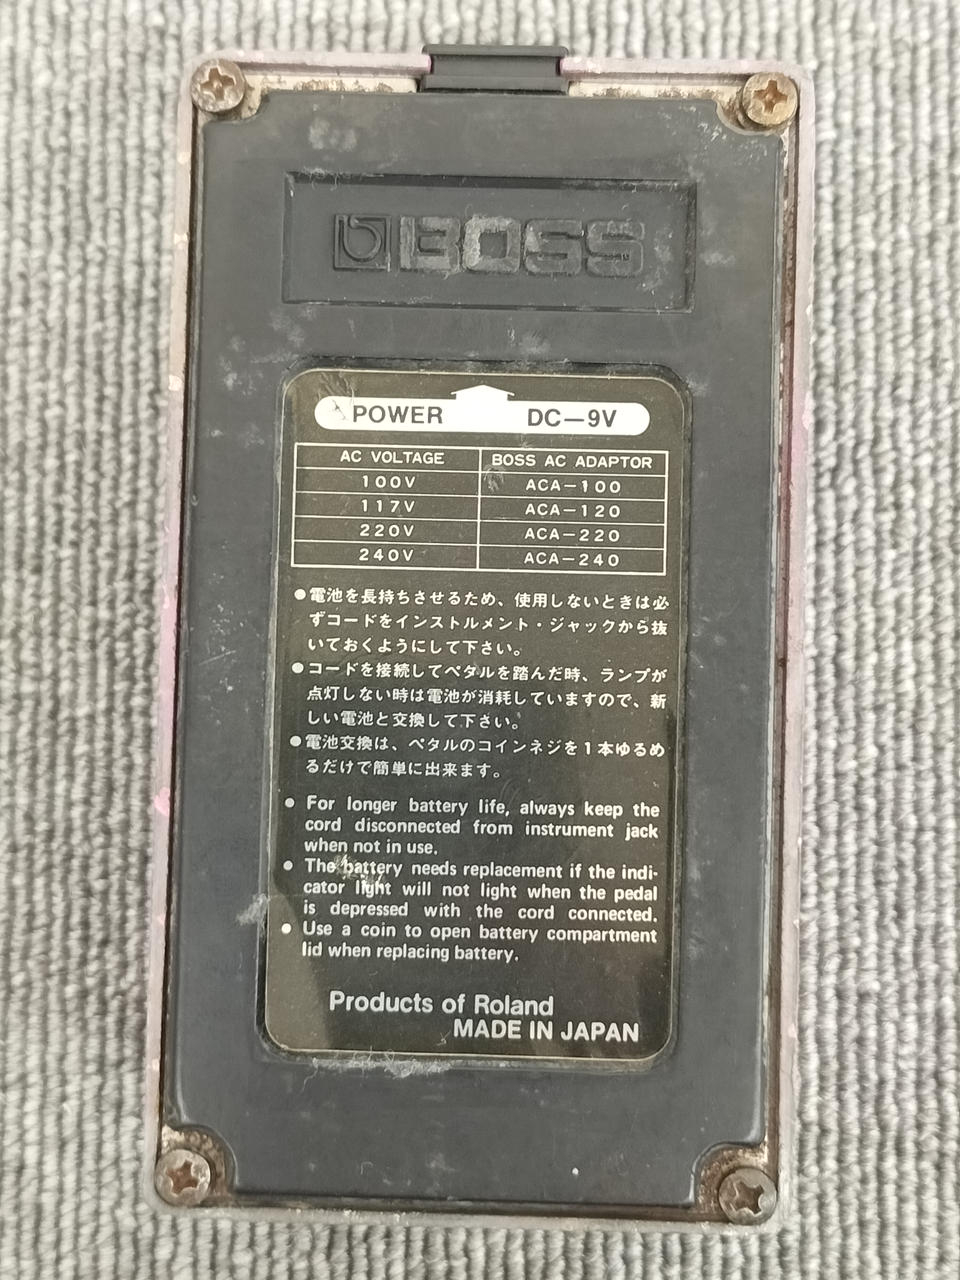 BOSS
POWER DC—9V
AC VOLTAGE BOSS AC ADAPTOR
100V ACA—100
117V ACA—120
220V ACA—220
240V ACA—240
●電池を長持ちさせるため、使用しないときは必
ずコードをインストルメント・ジャックから抜
いておくようにして下さい。
●コードを接続してペタルを踏んだ時、ランプが
点灯しない時は電池が消耗していますので、新
しい電池と交換して下さい。
●電池交換は、ペタルのコインネジを1本ゆるめ
るだけで簡単に出来ます。
● For longer battery life, always keep the
cord disconnected from instrument jack
when not in use.
● The battery needs replacement if the indi-
cator light will not light when the pedal
is depressed with the cord connected.
● Use a coin to open battery compartment
lid when replacing battery.
Products of Roland
MADE IN JAPAN